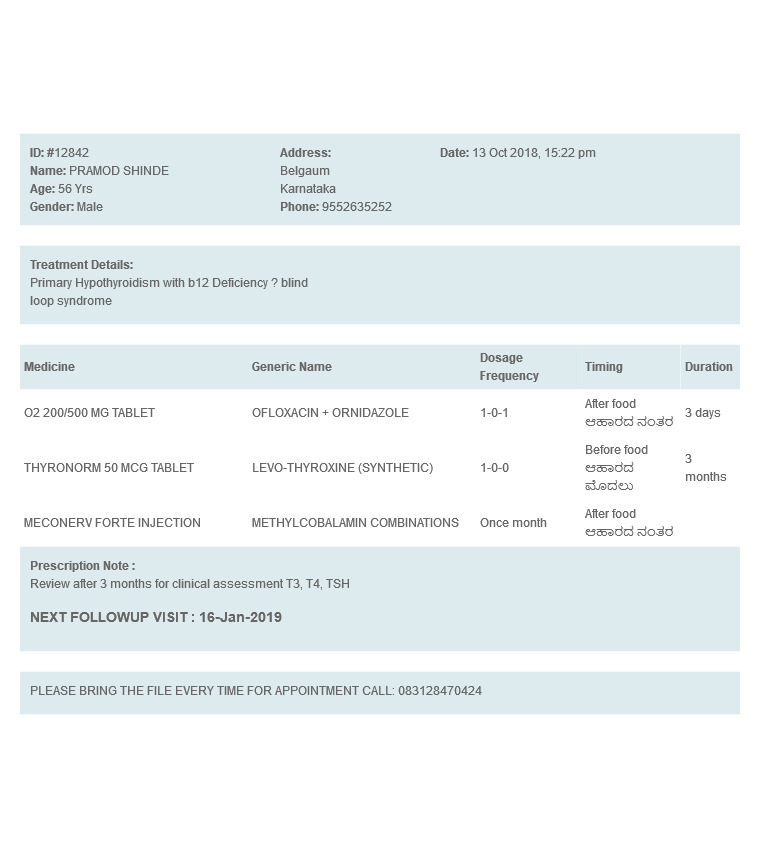 ID: #12842
Name: PRAMOD SHINDE
Age: 56 Yrs
Gender: Male
Address:
Belgaum
Karnataka
Phone: 9552635252
Date: 13 Oct 2018, 15:22 pm
Treatment Details:
Primary Hypothyroidism with b12 Deficiency ? blind
loop syndrome
Medicine Generic Name Dosage Frequency Timing Duration
O2 200/500 MG TABLET OFLOXACIN + ORNIDAZOLE 1-0-1 After food ಆಹಾರದ ನಂತರ 3 days
THYRONORM 50 MCG TABLET LEVO-THYROXINE (SYNTHETIC) 1-0-0 Before food ಆಹಾರದ ಮೊದಲು 3 months
MECONERV FORTE INJECTION METHYLCOBALAMIN COMBINATIONS Once month After food ಆಹಾರದ ನಂತರ
Prescription Note :
Review after 3 months for clinical assessment T3, T4, TSH
NEXT FOLLOWUP VISIT : 16-Jan-2019
PLEASE BRING THE FILE EVERY TIME FOR APPOINTMENT CALL: 083128470424